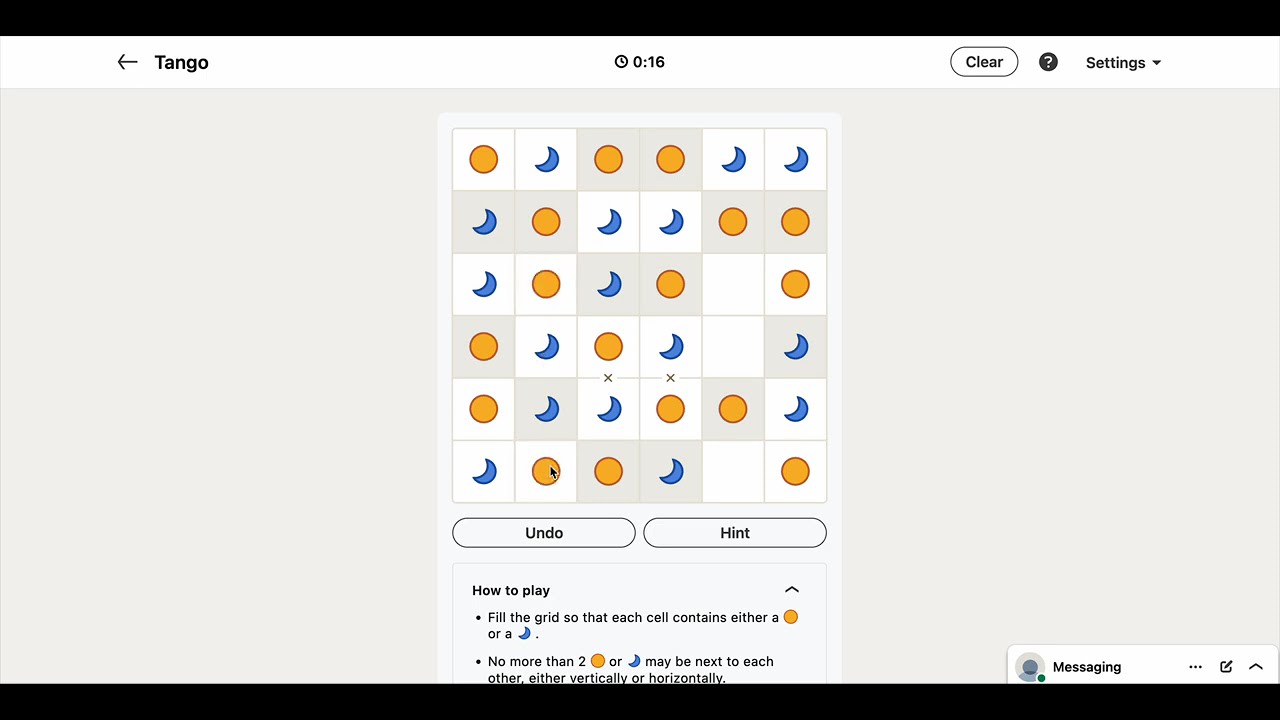 Tango
0:16
Clear
?
Settings
×
×
Undo
Hint
How to play
• Fill the grid so that each cell contains either a
or a .
• No more than 2 or may be next to each
other, either vertically or horizontally.
Messaging